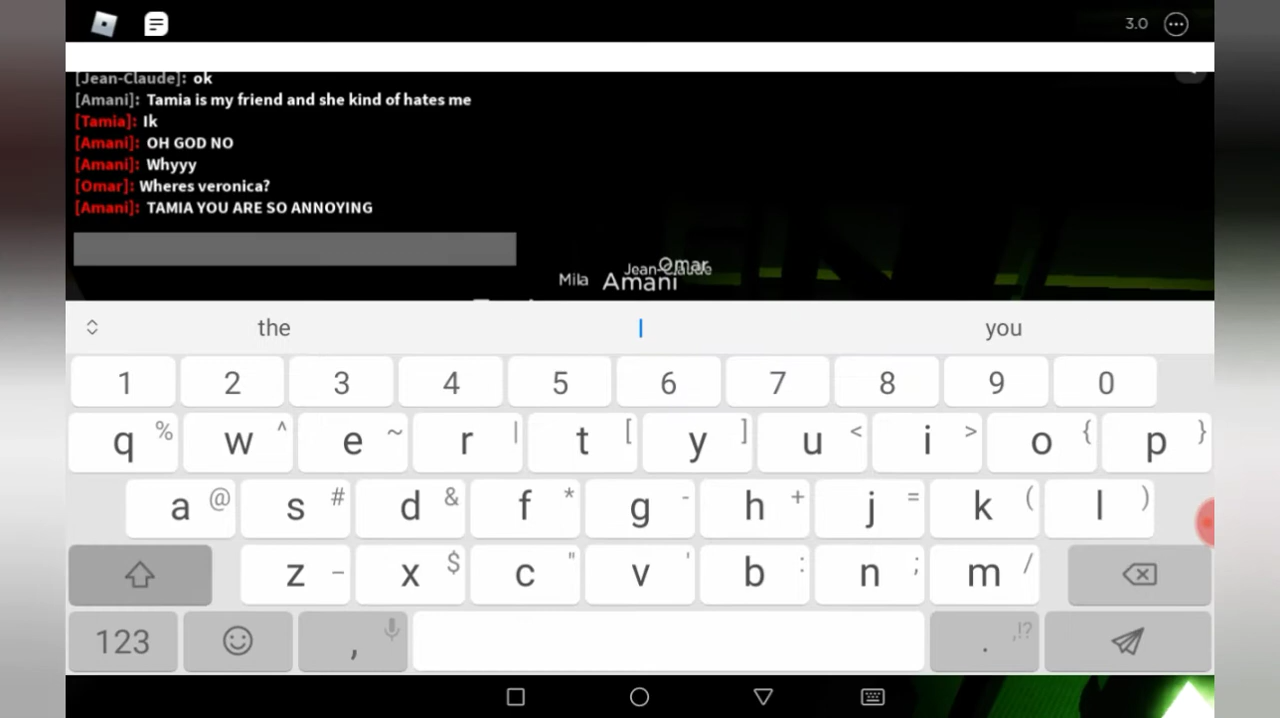 3.0
[Jean-Claude]: ok
[Amani]: Tamia is my friend and she kind of hates me
[Tamia]: Ik
[Amani]: OH GOD NO
[Amani]: Whyyy
[Omar]: Wheres veronica?
[Amani]: TAMIA YOU ARE SO ANNOYING
Omar
Jean-Claude
Mila Amani
the I you
1 2 3 4 5 6 7 8 9 0
q % w ^ e ~ r | t [ y ] u < i > o { p }
a @ s # d & f * g - h + j = k ( l )
z _ x $ c " v ' b : n ; m /
123 , . ,!?